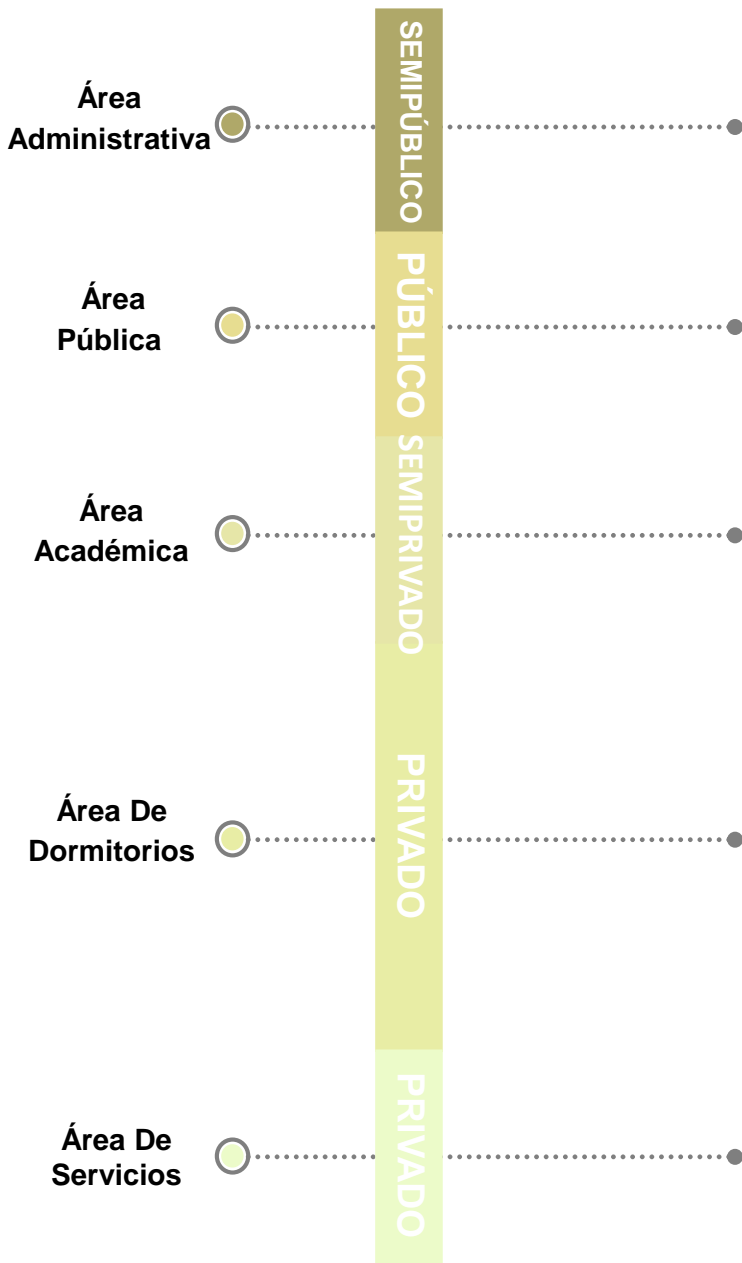 Área
Administrativa
SEMIPÚBLICO
Área
Pública
PÚBLICO
Área
Académica
SEMIPRIVADO
Área De
Dormitorios
PRIVADO
Área De
Servicios
PRIVADO